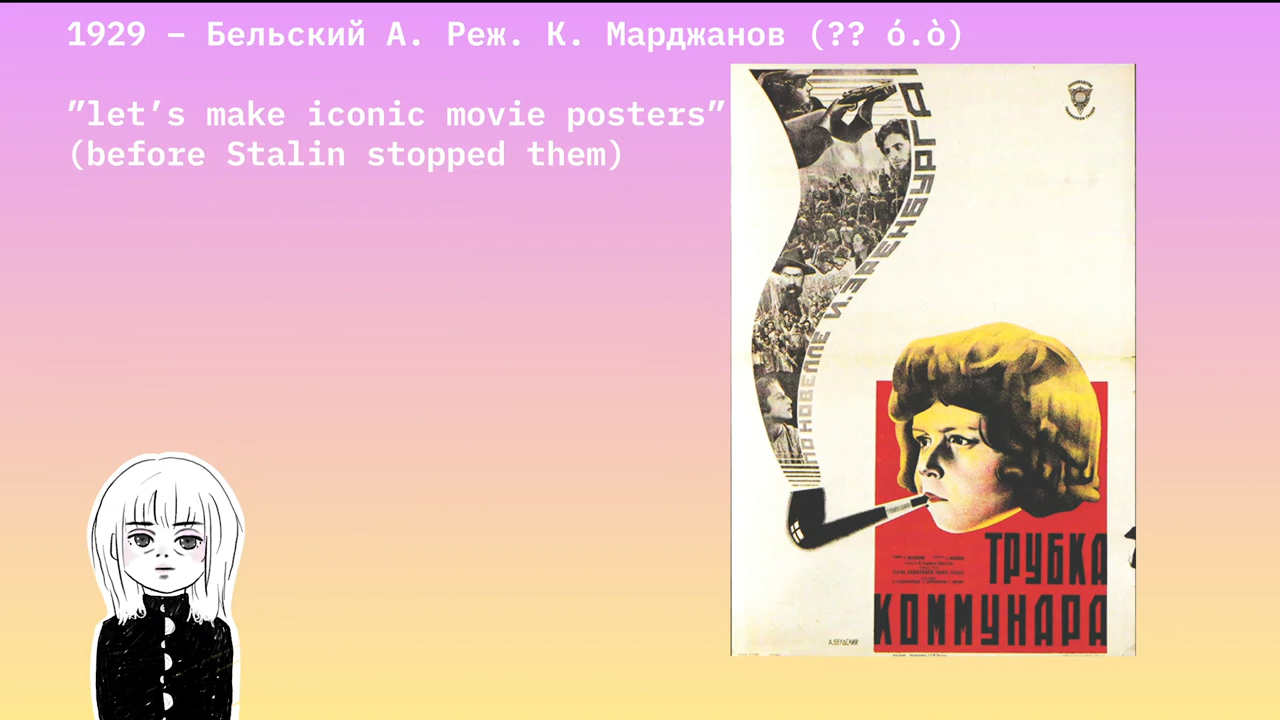 1929 – Бельский А. Реж. К. Марджанов (?? ó.ò)
”let’s make iconic movie posters”
(before Stalin stopped them)
ПО НОВЕЛЛЕ И. ЭРЕНБУРГА
ТРУБКА
КОММУНАРА
А.БЕЛЬСКИЙ